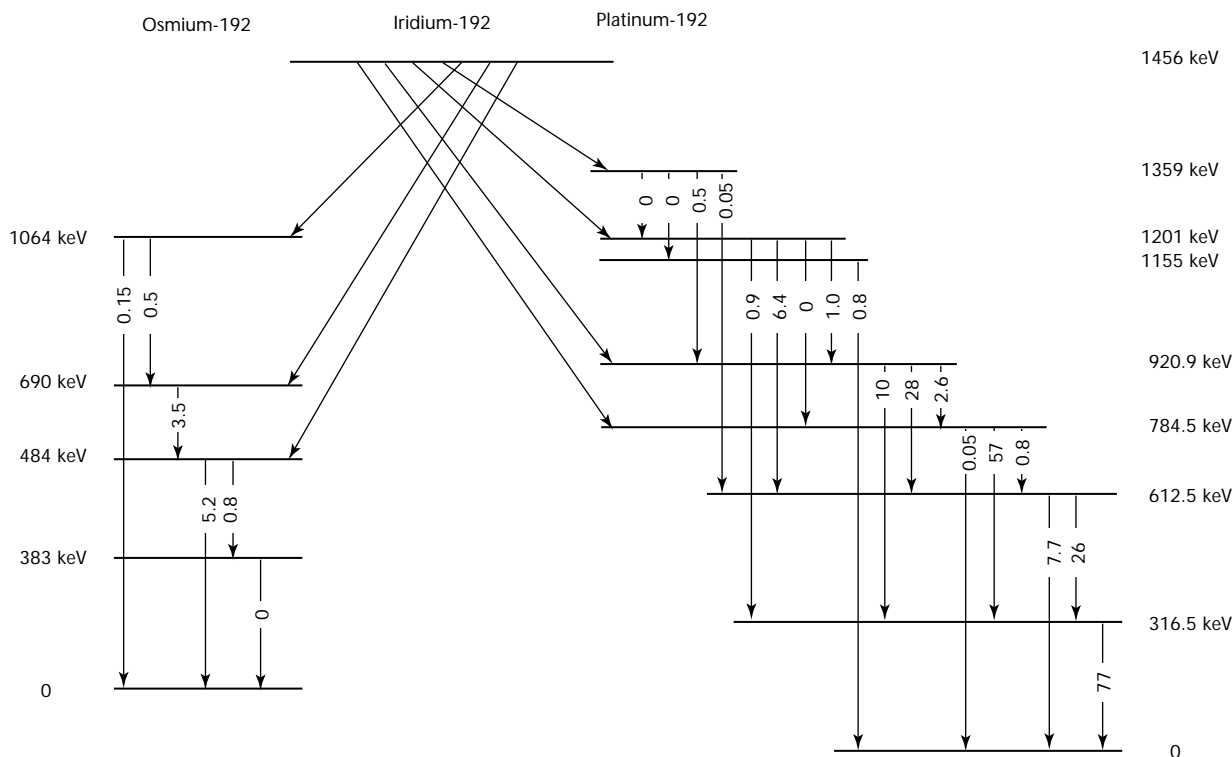 Osmium-192
Iridium-192
Platinum-192
1456 keV
1359 keV
0
0
0.5
0.05
1064 keV
1201 keV
1155 keV
0.15
0.5
0.9
6.4
0
1.0
0.8
690 keV
920.9 keV
3.5
10
28
2.6
484 keV
784.5 keV
5.2
0.8
0.05
57
0.8
612.5 keV
383 keV
7.7
26
0
316.5 keV
77
0
0